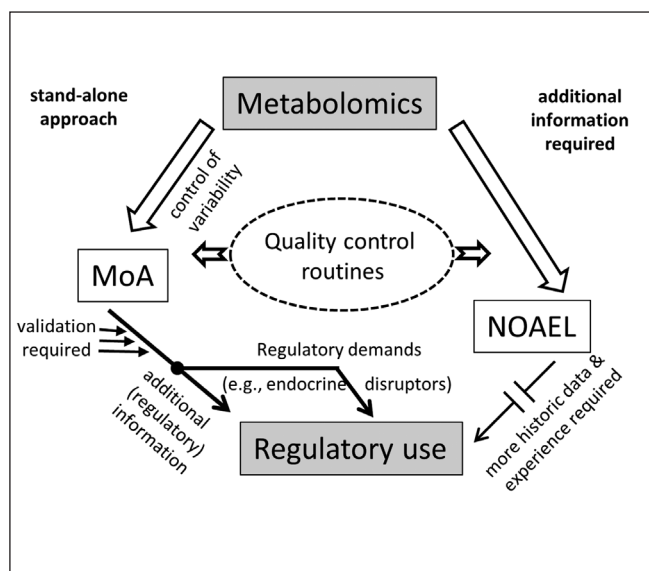 stand-alone
approach
Metabolomics
additional
information
required
control of
variability
Quality control
routines
MoA
NOAEL
validation
required
Regulatory demands
(e.g., endocrine disruptors)
additional
(regulatory)
information
Regulatory use
more historic data &
experience required